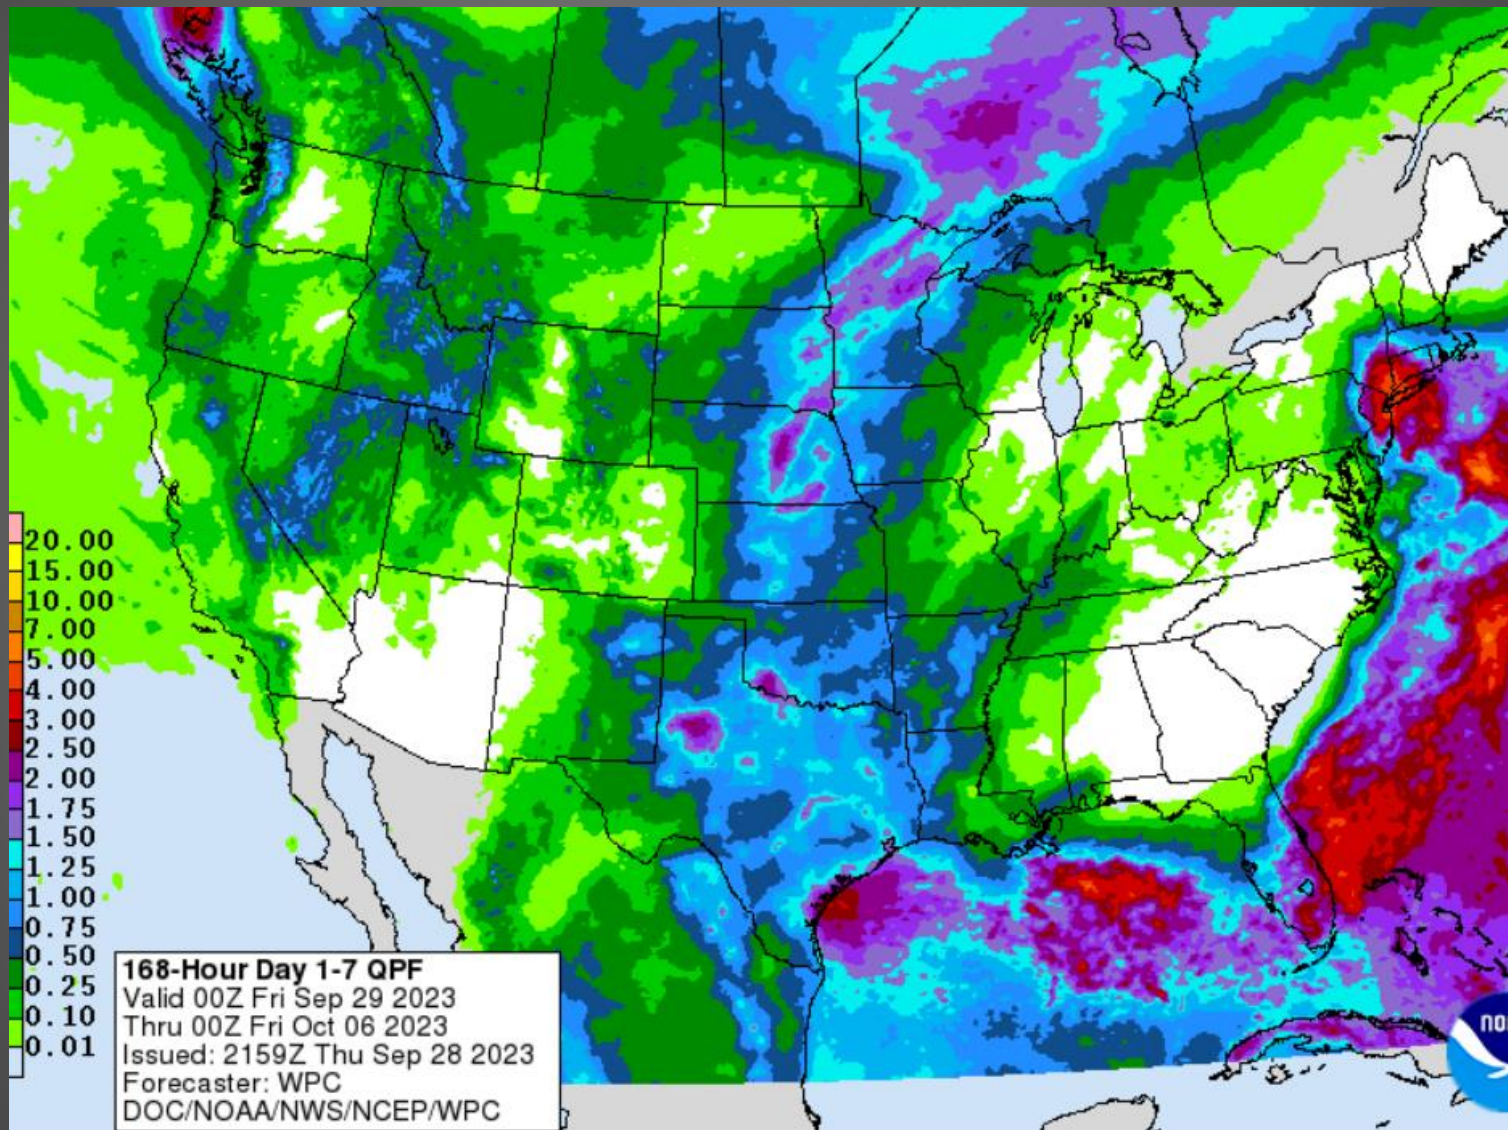 20.00
15.00
10.00
7.00
5.00
4.00
3.00
2.50
2.00
1.75
1.50
1.25
1.00
0.75
0.50
0.25
0.10
0.01
168-Hour Day 1-7 QPF
Valid 00Z Fri Sep 29 2023
Thru 00Z Fri Oct 06 2023
Issued: 2159Z Thu Sep 28 2023
Forecaster: WPC
DOC/NOAA/NWS/NCEP/WPC
no